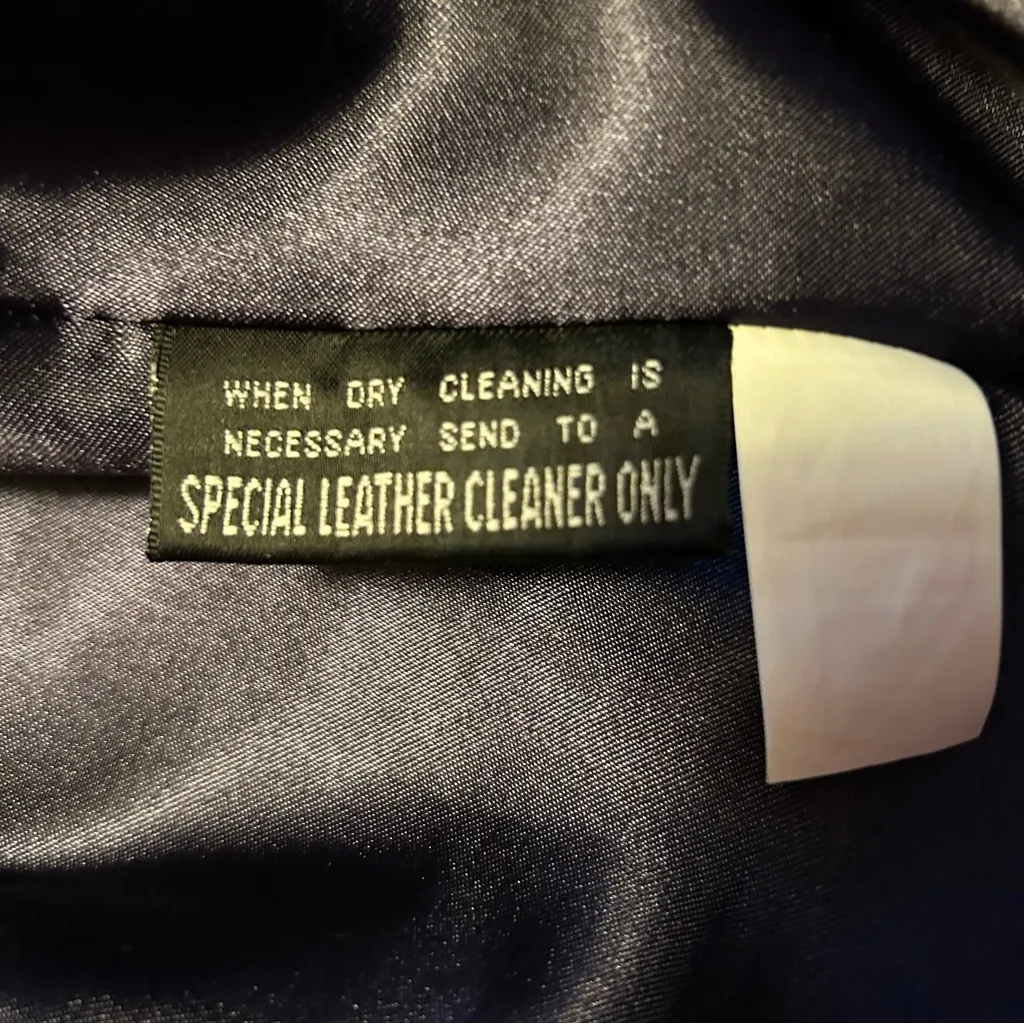 WHEN DRY CLEANING IS
NECESSARY SEND TO A
SPECIAL LEATHER CLEANER ONLY